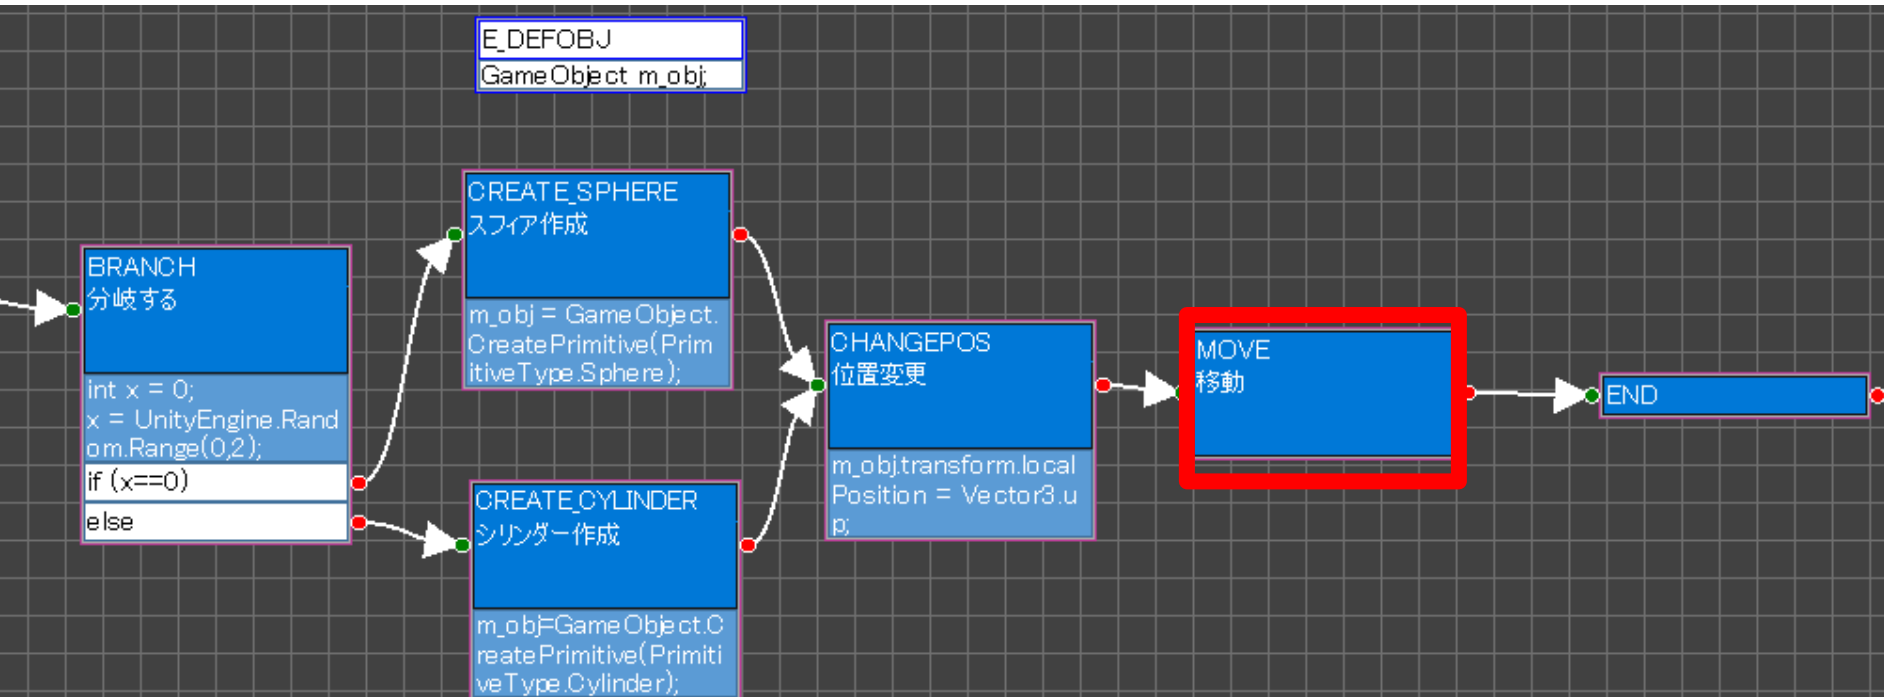 E_DEFOBJ
GameObject m_obj;
BRANCH
分岐する
int x = 0;
x = UnityEngine.Rand
om.Range(0,2);
if (x==0)
else
CREATE_SPHERE
スフィア作成
m_obj = GameObject.
CreatePrimitive(Prim
itiveType.Sphere);
CREATE_CYLINDER
シリンダー作成
m_obj=GameObject.C
reatePrimitive(Primiti
veType.Cylinder);
CHANGEPOS
位置変更
m_obj.transform.local
Position = Vector3.u
p;
MOVE
移動
END